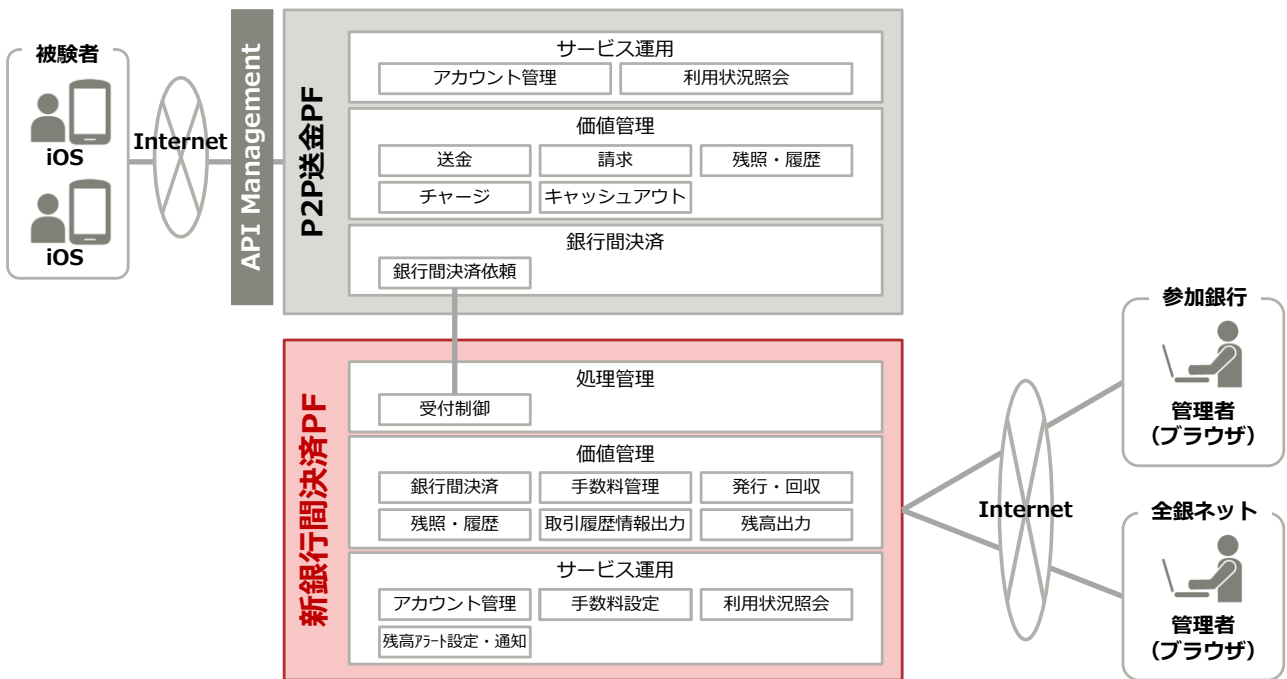 被験者
iOS
iOS
Internet
API Management
P2P送金PF
サービス運用
アカウント管理
利用状況照会
価値管理
送金
請求
残照・履歴
チャージ
キャッシュアウト
銀行間決済
銀行間決済依頼
新銀行間決済PF
処理管理
受付制御
価値管理
銀行間決済
手数料管理
発行・回収
残照・履歴
取引履歴情報出力
残高出力
サービス運用
アカウント管理
手数料設定
利用状況照会
残高アラート設定・通知
Internet
参加銀行
管理者
(ブラウザ)
全銀ネット
管理者
(ブラウザ)